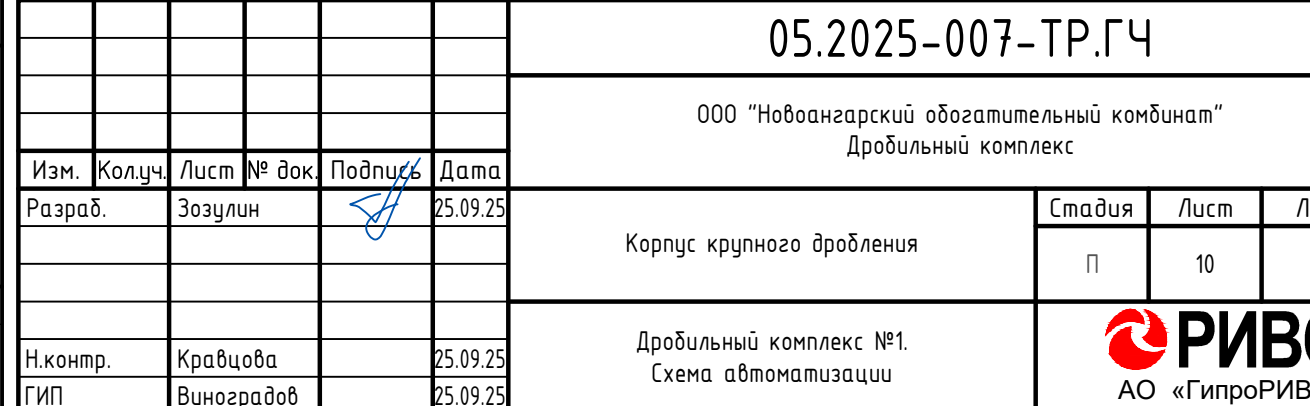 05.2025-007-ТР.ГЧ
ООО "Новоангарский обогатительный комбинат"
Дробильный комплекс
Изм. Кол.уч. Лист № док. Подпись Дата
Разраб. Зозулин 25.09.25
Корпус крупного дробления
Стадия Лист
П 10
Н.контр. Кравцова 25.09.25
ГИП Виноградов 25.09.25
Дробильный комплекс №1.
Схема автоматизации
АО